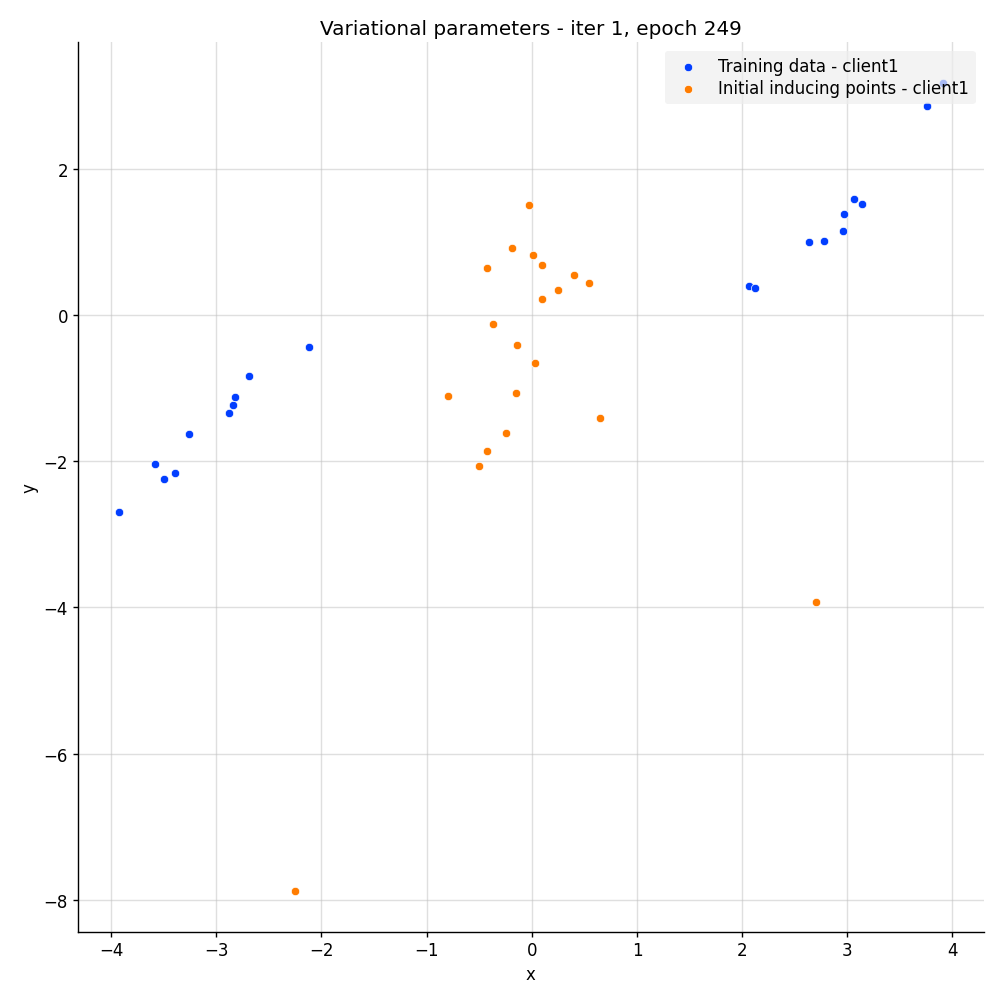 Variational parameters - iter 1, epoch 249
Training data - client1
Initial inducing points - client1
2
0
−2
−4
−6
−8
y
−4 −3 −2 −1 0 1 2 3 4
x